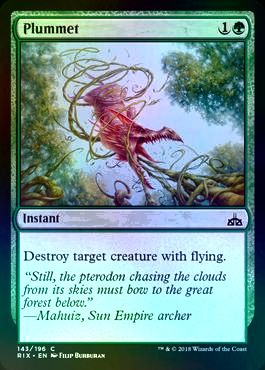 Plummet 1
Instant
Destroy target creature with flying.
"Still, the pterodon chasing the clouds
from its skies must bow to the great
forest below."
—Mahuiz, Sun Empire archer
143/196 C
RIX • EN Filip Burburan
™ & © 2018 Wizards of the Coast